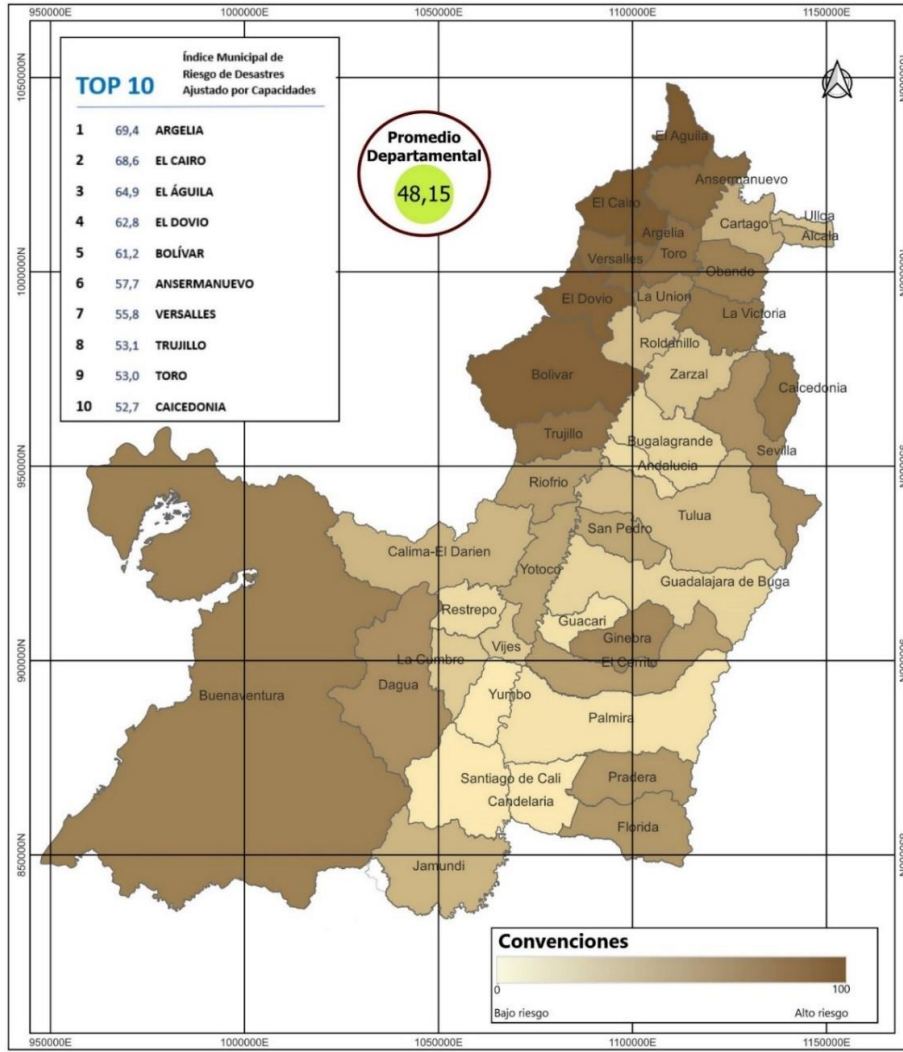 950000E 1000000E 1050000E 1100000E 1150000E
Índice Municipal de
Riesgo de Desastres
Ajustado por Capacidades
TOP 10
1 69,4 ARGELIA
2 68,6 EL CAIRO
3 64,9 EL ÁGUILA
4 62,8 EL DOVIO
5 61,2 BOLÍVAR
6 57,7 ANSERMANUEVO
7 55,8 VERSALLES
8 53,1 TRUJILLO
9 53,0 TORO
10 52,7 CAICEDONIA
Promedio
Departamental
48,15
1050000N 1050000N
1000000N 1000000N
950000N 950000N
900000N 900000N
850000N 850000N
El Aguila
Ansermanuevo
El Cairo
Ulloa
Cartago
Argelia
Alcala
Versalles
Toro
Obando
El Dovio
La Union
La Victoria
Roldanillo
Bolivar
Zarzal
Caicedonia
Trujillo
Bugalagrande
Sevilla
Andalucia
Riofrio
Tulua
San Pedro
Calima-El Darien
Yotoco
Guadalajara de Buga
Restrepo
Guacari
Ginebra
Vijes
La Cumbre
El Cerrito
Dagua
Buenaventura
Yumbo
Palmira
Santiago de Cali
Pradera
Candelaria
Florida
Jamundi
Convenciones
0 100
Bajo riesgo Alto riesgo
950000E 1000000E 1050000E 1100000E 1150000E